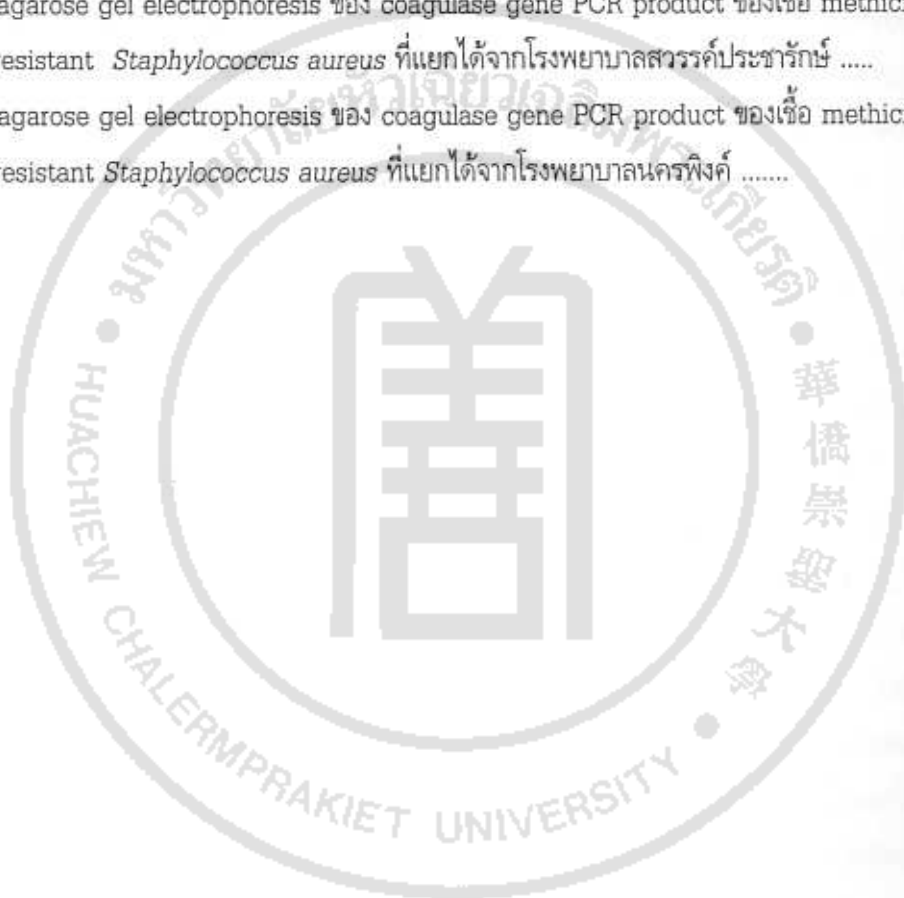 agarose gel electrophoresis ของ coagulase gene PCR product ของเชื้อ
resistant Staphylococcus aureus ที่แยกได้จากโรงพยาบาลสวรรค์ประชารักษ์ .....
agarose gel electrophoresis ของ coagulase gene PCR product ของเชื้อ
resistant Staphylococcus aureus ที่แยกได้จากโรงพยาบาลนครพิงค์ .......
มหาวิทยาลัยหัวเฉียวเฉลิมพระเกียรติ
HUACHIEW CHALERMPRAKIET UNIVERSITY
華僑崇聖大學